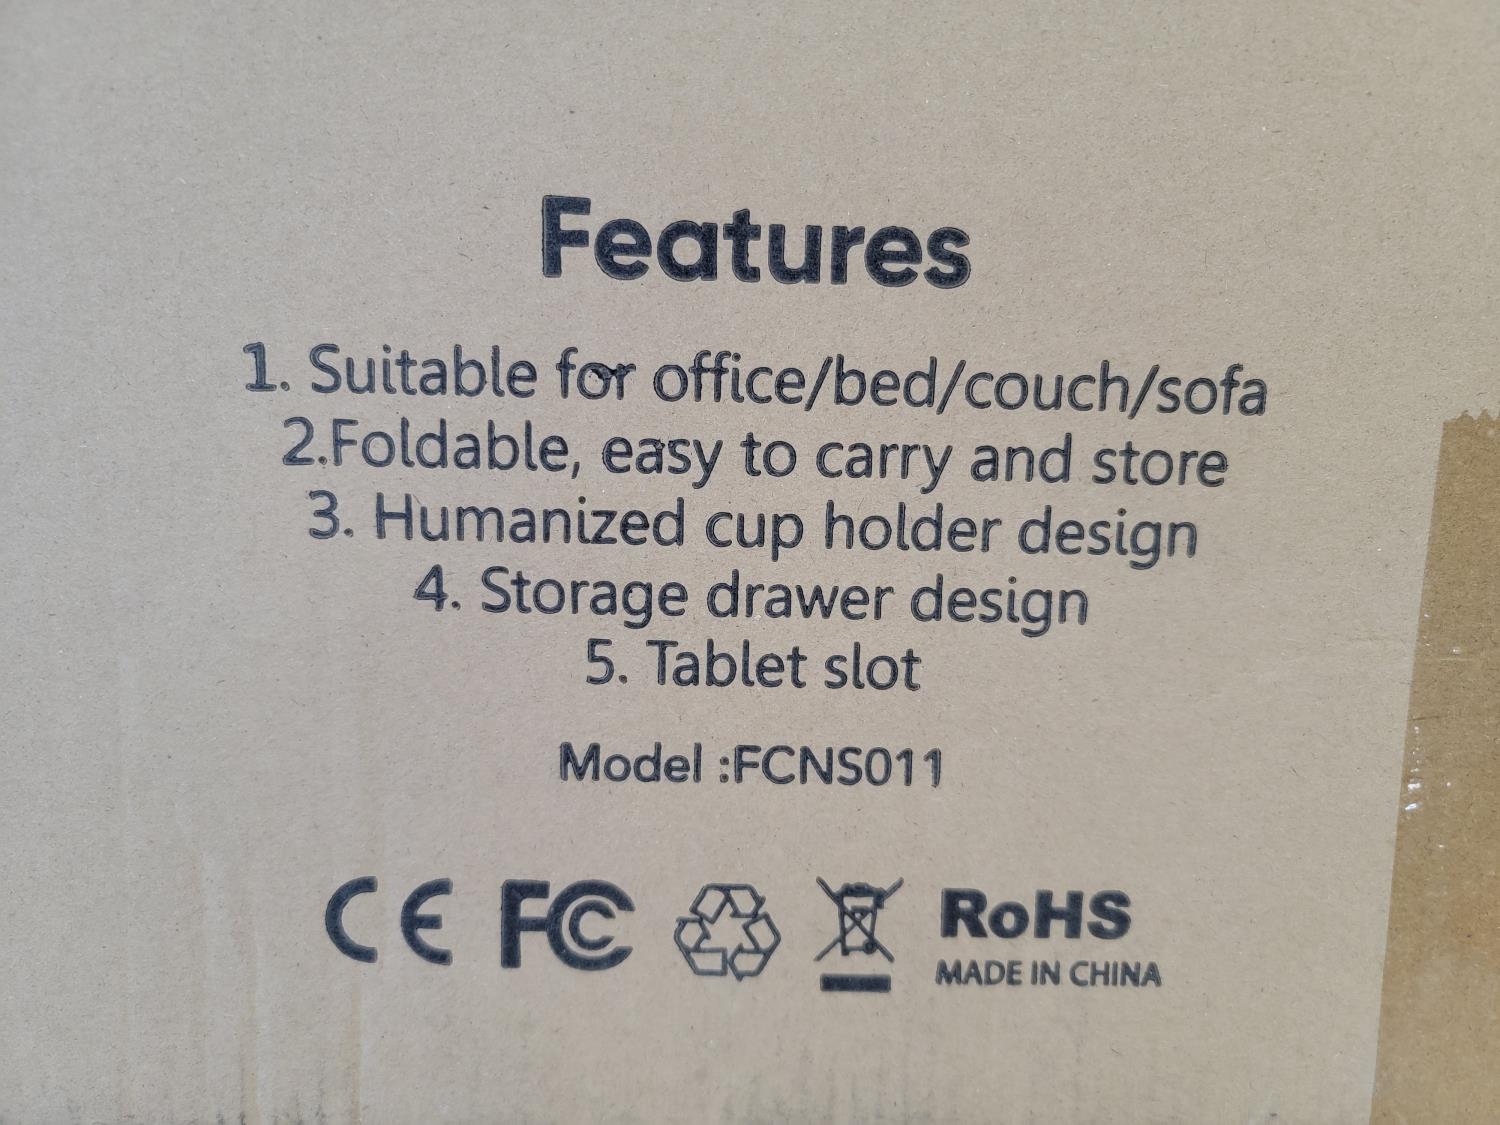 Features
1. Suitable for office/bed/couch/sofa
2.Foldable, easy to carry and store
3. Humanized cup holder design
4. Storage drawer design
5. Tablet slot
Model :FCNS011
CE FC RoHS
MADE IN CHINA